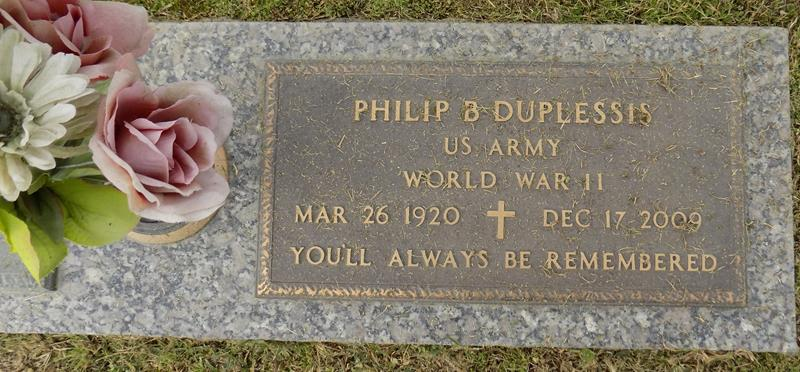 PHILIP B DUPLESSIS
US ARMY
WORLD WAR II
MAR 26 1920 DEC 17 2009
YOU'LL ALWAYS BE REMEMBERED